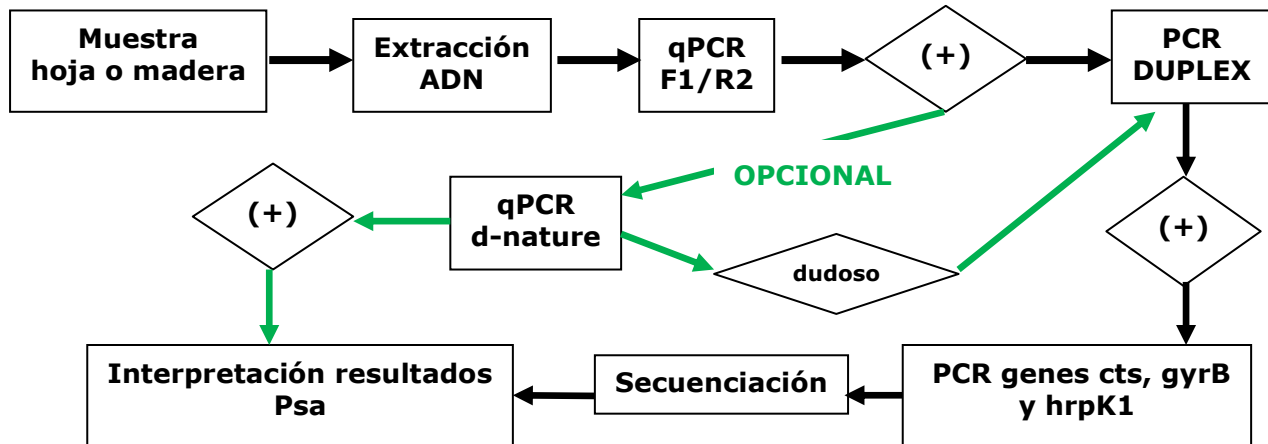 Muestra
hoja o madera
Extracción
ADN
qPCR
F1/R2
(+)
PCR
DUPLEX
OPCIONAL
(+)
qPCR
d-nature
dudoso
(+)
Interpretación resultados
Psa
Secuenciación
PCR genes cts, gyrB
y hrpK1